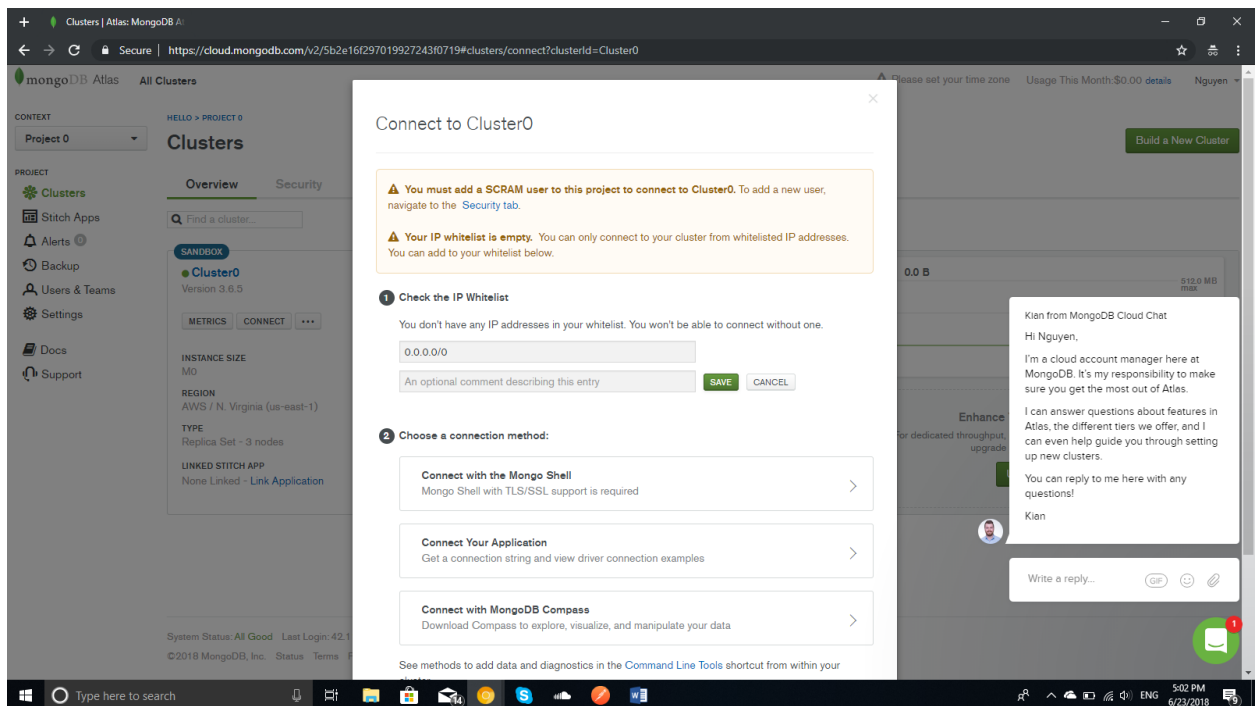 Clusters | Atlas: MongoDB At
Secure | https://cloud.mongodb.com/v2/5b2e16f297019927243f0719#clusters/connect?clusterId=Cluster0
mongoDB Atlas All Clusters
Please set your time zone Usage This Month:$0.00 details Nguyen
CONTEXT
Project 0
PROJECT
Clusters
Stitch Apps
Alerts 0
Backup
Users & Teams
Settings
Docs
Support
HELLO > PROJECT 0
Clusters
Build a New Cluster
Overview Security
Find a cluster...
SANDBOX
Cluster0
Version 3.6.5
METRICS CONNECT ...
INSTANCE SIZE
M0
REGION
AWS / N. Virginia (us-east-1)
TYPE
Replica Set - 3 nodes
LINKED STITCH APP
None Linked - Link Application
System Status: All Good Last Login: 42.1
©2018 MongoDB, Inc. Status Terms
Connect to Cluster0
You must add a SCRAM user to this project to connect to Cluster0. To add a new user,
navigate to the Security tab.
Your IP whitelist is empty. You can only connect to your cluster from whitelisted IP addresses.
You can add to your whitelist below.
1 Check the IP Whitelist
You don't have any IP addresses in your whitelist. You won't be able to connect without one.
0.0.0.0/0
An optional comment describing this entry
SAVE CANCEL
2 Choose a connection method:
Connect with the Mongo Shell
Mongo Shell with TLS/SSL support is required
Connect Your Application
Get a connection string and view driver connection examples
Connect with MongoDB Compass
Download Compass to explore, visualize, and manipulate your data
See methods to add data and diagnostics in the Command Line Tools shortcut from within your
0.0 B
512.0 MB
max
Enhance
For dedicated throughput,
upgrade
Kian from MongoDB Cloud Chat
Hi Nguyen,
I'm a cloud account manager here at
MongoDB. It's my responsibility to make
sure you get the most out of Atlas.
I can answer questions about features in
Atlas, the different tiers we offer, and I
can even help guide you through setting
up new clusters.
You can reply to me here with any
questions!
Kian
Write a reply...
GIF
1
Type here to search
14
ENG
5:02 PM
6/23/2018
9